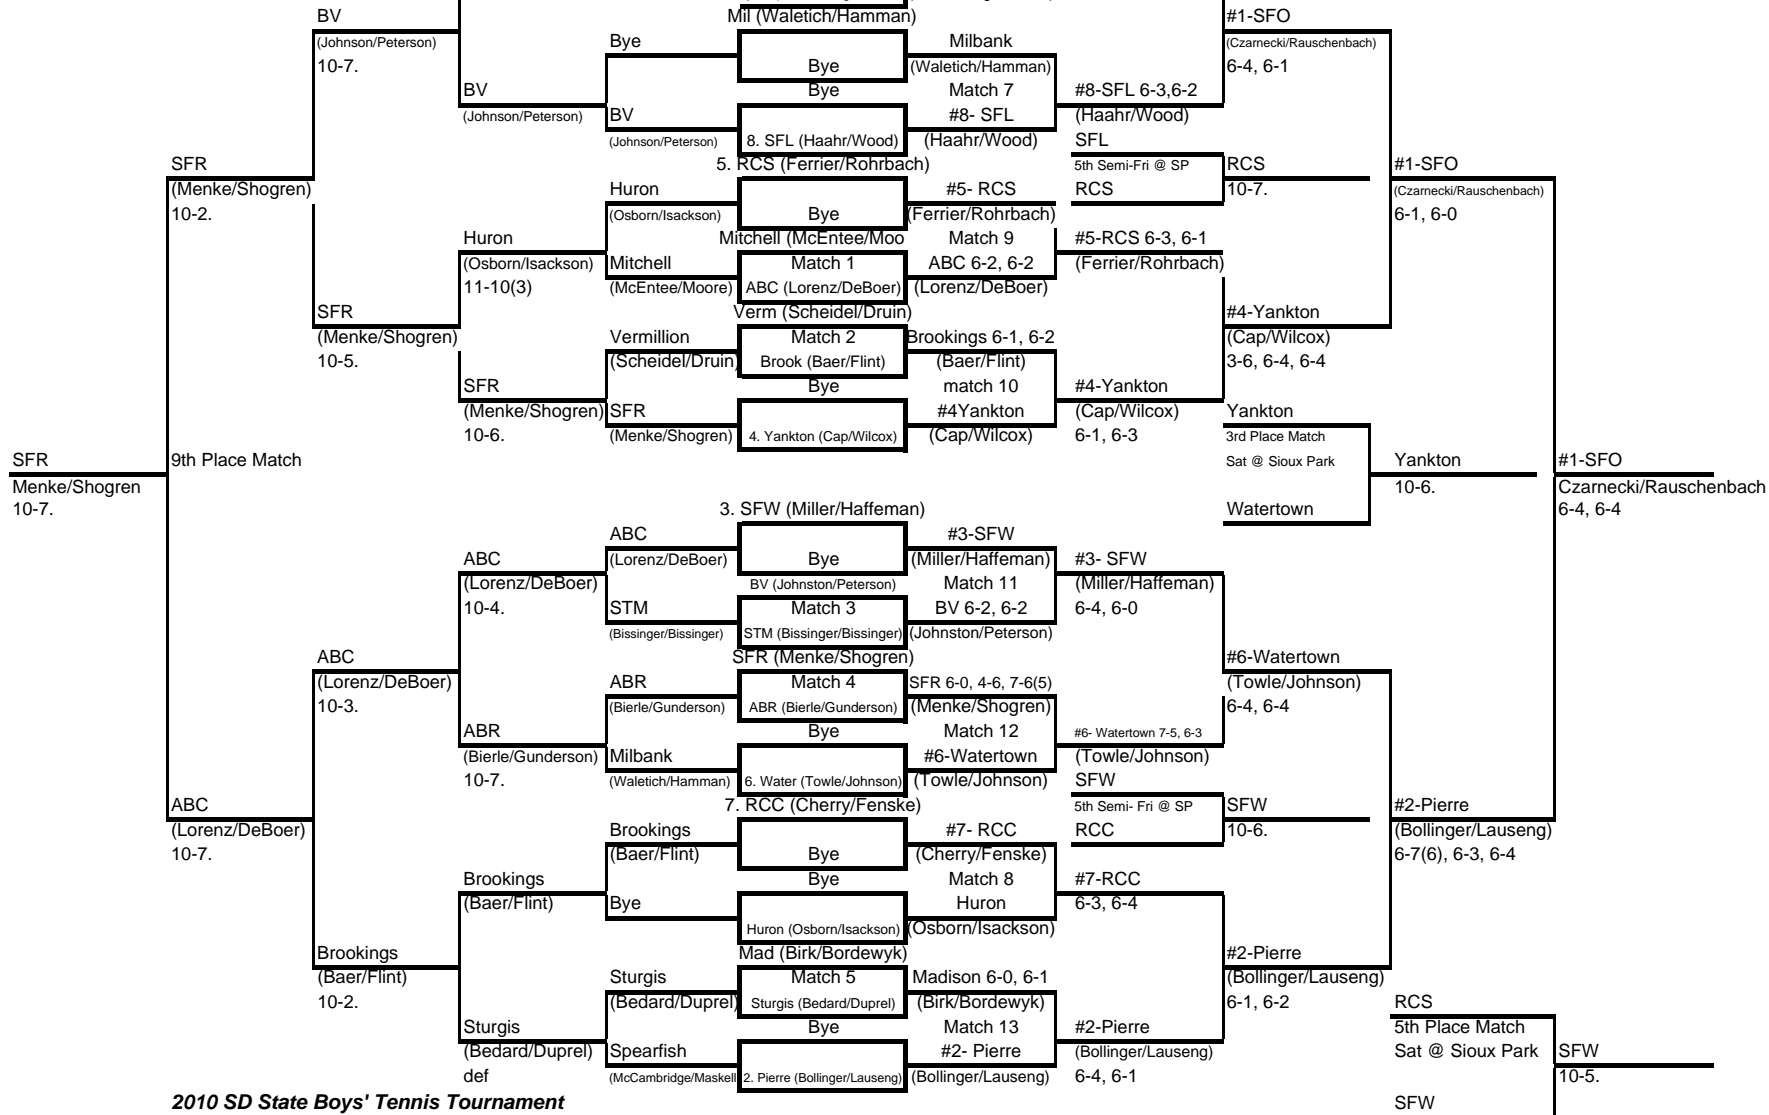 BV
(Johnson/Peterson)
10-7.
BV
(Johnson/Peterson)
Bye
BV
(Johnson/Peterson)
Mil (Waletich/Hamman)
Bye
Bye
8. SFL (Haahr/Wood)
Milbank
(Waletich/Hamman)
Match 7
#8- SFL
(Haahr/Wood)
#8-SFL 6-3,6-2
(Haahr/Wood)
#1-SFO
(Czarnecki/Rauschenbach)
6-4, 6-1
SFL
5th Semi-Fri @ SP
RCS
RCS
10-7.
#1-SFO
(Czarnecki/Rauschenbach)
6-1, 6-0
SFR
(Menke/Shogren)
10-2.
Huron
(Osborn/Isackson)
11-10(3)
Huron
(Osborn/Isackson)
Mitchell
(McEntee/Moore)
5. RCS (Ferrier/Rohrbach)
Bye
Mitchell (McEntee/Moo
Match 1
ABC (Lorenz/DeBoer)
#5- RCS
(Ferrier/Rohrbach)
Match 9
ABC 6-2, 6-2
(Lorenz/DeBoer)
#5-RCS 6-3, 6-1
(Ferrier/Rohrbach)
SFR
(Menke/Shogren)
10-5.
SFR
(Menke/Shogren)
10-6.
Vermillion
(Scheidel/Druin)
SFR
(Menke/Shogren)
Verm (Scheidel/Druin)
Match 2
Brook (Baer/Flint)
Bye
4. Yankton (Cap/Wilcox)
Brookings 6-1, 6-2
(Baer/Flint)
match 10
#4Yankton
(Cap/Wilcox)
#4-Yankton
(Cap/Wilcox)
6-1, 6-3
#4-Yankton
(Cap/Wilcox)
3-6, 6-4, 6-4
Yankton
3rd Place Match
Sat @ Sioux Park
Watertown
Yankton
10-6.
#1-SFO
Czarnecki/Rauschenbach
6-4, 6-4
SFR
Menke/Shogren
10-7.
9th Place Match
ABC
(Lorenz/DeBoer)
10-4.
ABC
(Lorenz/DeBoer)
STM
(Bissinger/Bissinger)
3. SFW (Miller/Haffeman)
Bye
BV (Johnston/Peterson)
Match 3
STM (Bissinger/Bissinger)
#3-SFW
(Miller/Haffeman)
Match 11
BV 6-2, 6-2
(Johnston/Peterson)
#3- SFW
(Miller/Haffeman)
6-4, 6-0
ABC
(Lorenz/DeBoer)
10-3.
ABR
(Bierle/Gunderson)
10-7.
ABR
(Bierle/Gunderson)
Milbank
(Waletich/Hamman)
SFR (Menke/Shogren)
Match 4
ABR (Bierle/Gunderson)
Bye
6. Water (Towle/Johnson)
SFR 6-0, 4-6, 7-6(5)
(Menke/Shogren)
Match 12
#6-Watertown
(Towle/Johnson)
#6- Watertown 7-5, 6-3
(Towle/Johnson)
#6-Watertown
(Towle/Johnson)
6-4, 6-4
SFW
5th Semi- Fri @ SP
RCC
SFW
10-6.
#2-Pierre
(Bollinger/Lauseng)
6-7(6), 6-3, 6-4
ABC
(Lorenz/DeBoer)
10-7.
Brookings
(Baer/Flint)
Brookings
(Baer/Flint)
Bye
7. RCC (Cherry/Fenske)
Bye
Bye
Huron (Osborn/Isackson)
#7- RCC
(Cherry/Fenske)
Match 8
Huron
(Osborn/Isackson)
#7-RCC
6-3, 6-4
Brookings
(Baer/Flint)
10-2.
Sturgis
(Bedard/Duprel)
def
Sturgis
(Bedard/Duprel)
Spearfish
(McCambridge/Maskell
Mad (Birk/Bordewyk)
Match 5
Sturgis (Bedard/Duprel)
Bye
2. Pierre (Bollinger/Lauseng)
Madison 6-0, 6-1
(Birk/Bordewyk)
Match 13
#2- Pierre
(Bollinger/Lauseng)
#2-Pierre
(Bollinger/Lauseng)
6-4, 6-1
#2-Pierre
(Bollinger/Lauseng)
6-1, 6-2
RCS
5th Place Match
Sat @ Sioux Park
SFW
SFW
10-5.
2010 SD State Boys' Tennis Tournament